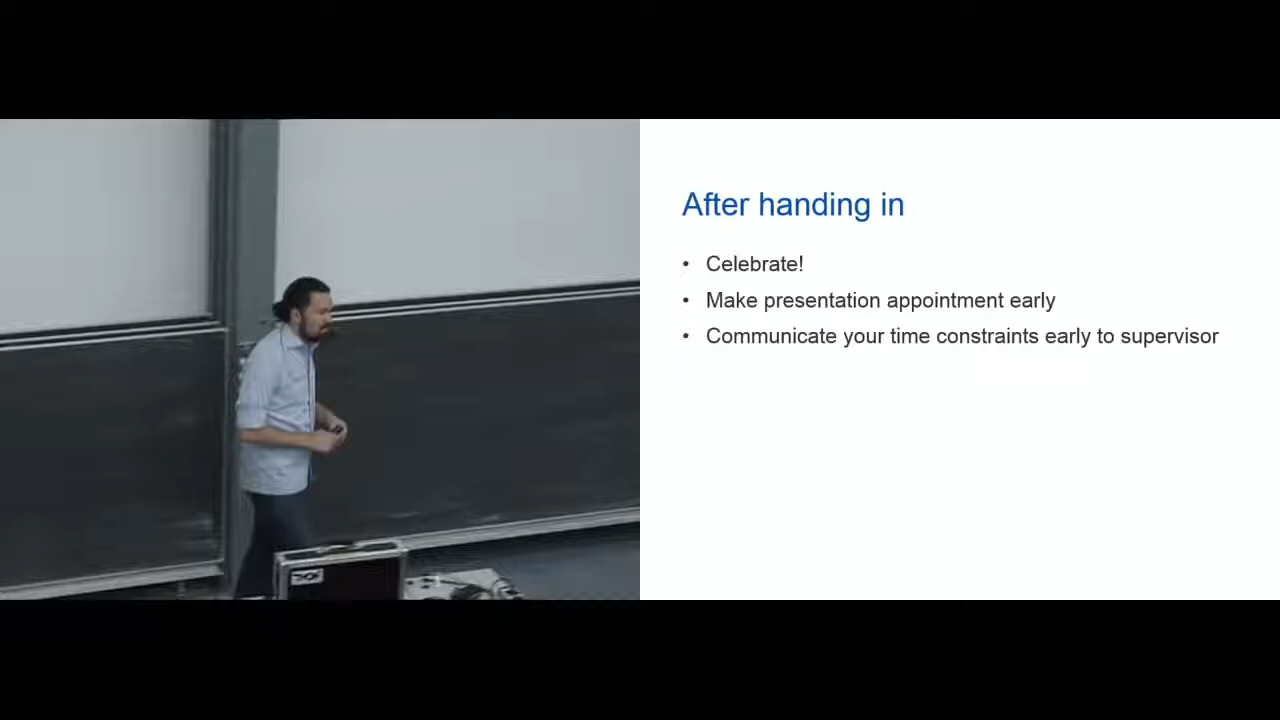 After handing in
• Celebrate!
• Make presentation appointment early
• Communicate your time constraints early to supervisor